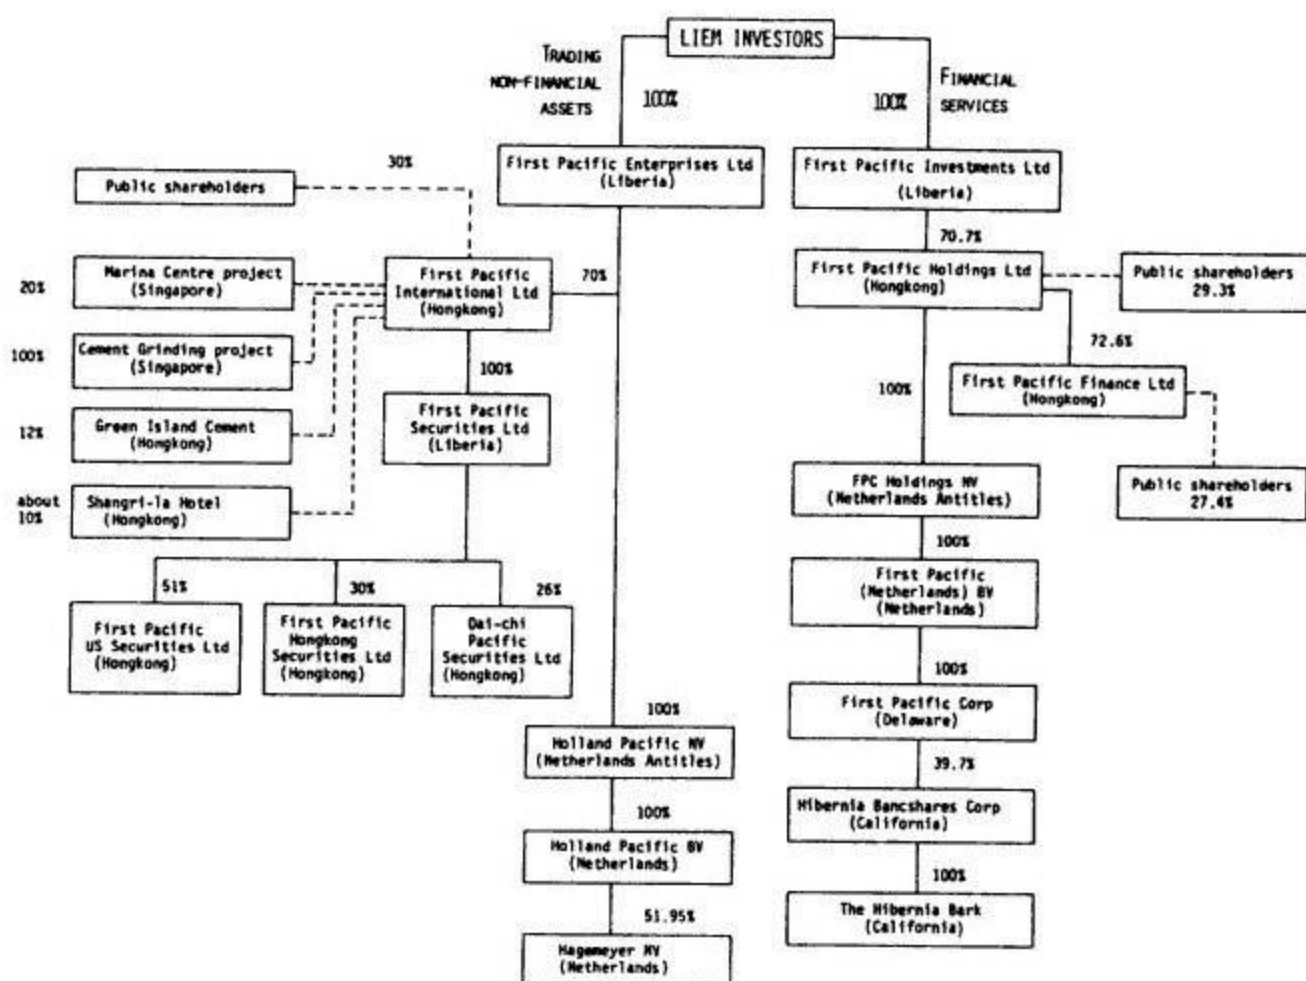 LIEM INVESTORS
TRADING
NON-FINANCIAL
ASSETS
100%
100%
FINANCIAL
SERVICES
First Pacific Enterprises Ltd
(Liberia)
First Pacific Investments Ltd
(Liberia)
30%
Public shareholders
70.7%
20%
Marina Centre project
(Singapore)
First Pacific
International Ltd
(Hongkong)
70%
First Pacific Holdings Ltd
(Hongkong)
Public shareholders
29.3%
100%
Cement Grinding project
(Singapore)
100%
72.6%
100%
First Pacific Finance Ltd
(Hongkong)
12%
Green Island Cement
(Hongkong)
First Pacific
Securities Ltd
(Liberia)
about
10%
Shangri-la Hotel
(Hongkong)
FPC Holdings NV
(Netherlands Antitles)
Public shareholders
27.4%
100%
51%
30%
26%
First Pacific
US Securities Ltd
(Hongkong)
First Pacific
Hongkong
Securities Ltd
(Hongkong)
Dai-chi
Pacific
Securities Ltd
(Hongkong)
First Pacific
(Netherlands) BV
(Netherlands)
100%
100%
Holland Pacific NV
(Netherlands Antitles)
First Pacific Corp
(Delaware)
39.7%
100%
Holland Pacific BV
(Netherlands)
Hibernia Bancshares Corp
(California)
51.95%
100%
Hagemeyer NV
(Netherlands)
The Hibernia Bark
(California)